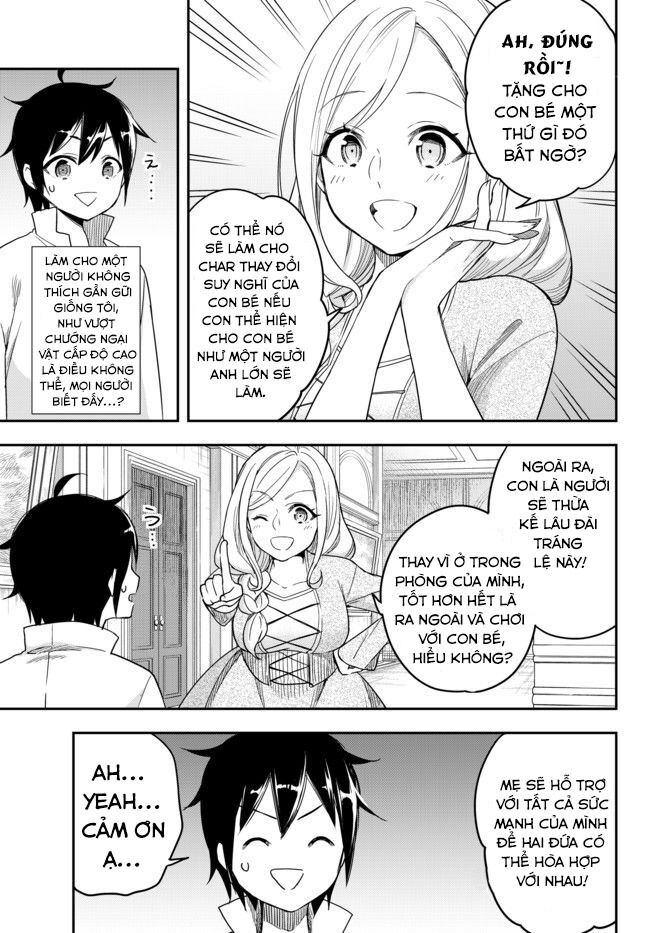 AH, ĐÚNG
RỒI~!
TẶNG CHO
CON BÉ MỘT
THỨ GÌ ĐÓ
BẤT NGỜ?
CÓ THỂ NÓ
SẼ LÀM CHO
CHAR THAY ĐỔI
SUY NGHĨ CỦA
CON BÉ NẾU
CON THỂ HIỆN
CHO CON BÉ
NHƯ MỘT NGƯỜI
ANH LỚN SẼ
LÀM.
え…
LÀM CHO MỘT
NGƯỜI KHÔNG
THÍCH GẦN GŨI
GIỐNG TÔI,
NHƯ VƯỢT
CHƯỚNG NGẠI
VẬT CẤP ĐỘ CAO
LÀ ĐIỀU KHÔNG
THỂ, MỌI NGƯỜI
BIẾT ĐẤY...?
NGOÀI RA,
CON LÀ NGƯỜI
SẼ THỪA
KẾ LÂU ĐÀI
TRÁNG
LỆ NÀY!
THAY VÌ Ở TRONG
PHÒNG CỦA MÌNH,
TỐT HƠN HẾT LÀ
RA NGOÀI VÀ CHƠI
VỚI CON BÉ,
HIỂU KHÔNG?
うっ…
MẸ SẼ HỖ TRỢ
VỚI TẤT CẢ SỨC
MẠNH CỦA MÌNH
ĐỂ HAI ĐỨA CÓ
THỂ HÒA HỢP
VỚI NHAU!
AH...
YEAH...
CẢM ƠN
Ạ...